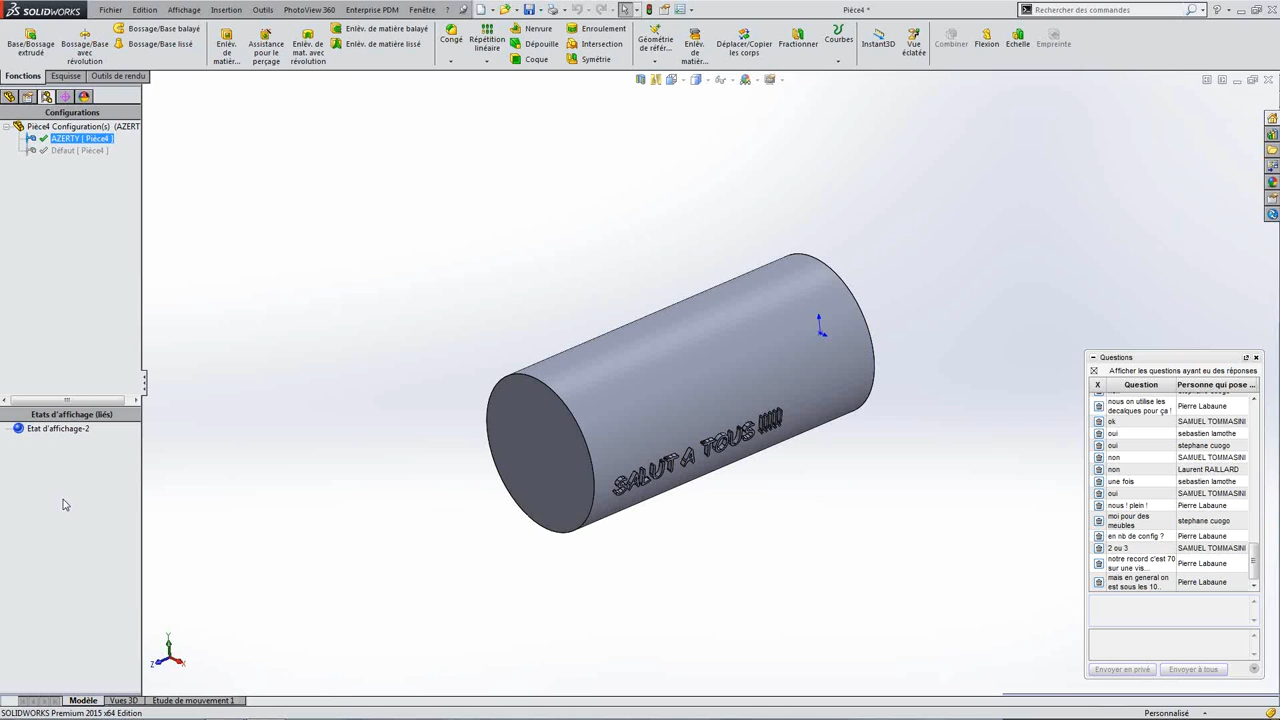 SOLIDWORKS
Fichier
Edition
Affichage
Insertion
Outils
PhotoView 360
Enterprise PDM
Fenêtre
Pièce4 *
Rechercher des commandes
Base/Bossage extrudé
Bossage/Base avec révolution
Bossage/Base balayé
Bossage/Base lissé
Enlèv. de matièr...
Assistance pour le perçage
Enlèv. de mat. avec révolution
Enlèv. de matière balayé
Enlèv. de matière lissé
Congé
Répétition linéaire
Nervure
Dépouille
Coque
Enroulement
Intersection
Symétrie
Géométrie de référ...
Enlèv. de matièr...
Déplacer/Copier les corps
Fractionner
Courbes
Instant3D
Vue éclatée
Combiner
Flexion
Echelle
Empreinte
Fonctions
Esquisse
Outils de rendu
Configurations
Pièce4 Configuration(s) (AZERT
AZERTY [ Pièce4 ]
Défaut [ Pièce4 ]
Etats d'affichage (liés)
Etat d'affichage-2
SALUT A TOUS !!!!!
Questions
Afficher les questions ayant eu des réponses
X Question Personne qui pose ...
nous on utilise les decalques pour ça ! Pierre Labaune
ok SAMUEL TOMMASINI
oui sebastien lamothe
oui stephane cuogo
non SAMUEL TOMMASINI
non Laurent RAILLARD
une fois sebastien lamothe
oui SAMUEL TOMMASINI
nous ! plein ! Pierre Labaune
moi pour des meubles stephane cuogo
en nb de config ? Pierre Labaune
2 ou 3 SAMUEL TOMMASINI
notre record c'est 70 sur une vis... Pierre Labaune
mais en general on est sous les 10.. Pierre Labaune
Envoyer en privé
Envoyer à tous
Y
Z
X
Modèle
Vues 3D
Etude de mouvement 1
SOLIDWORKS Premium 2015 x64 Edition
Personnalisé